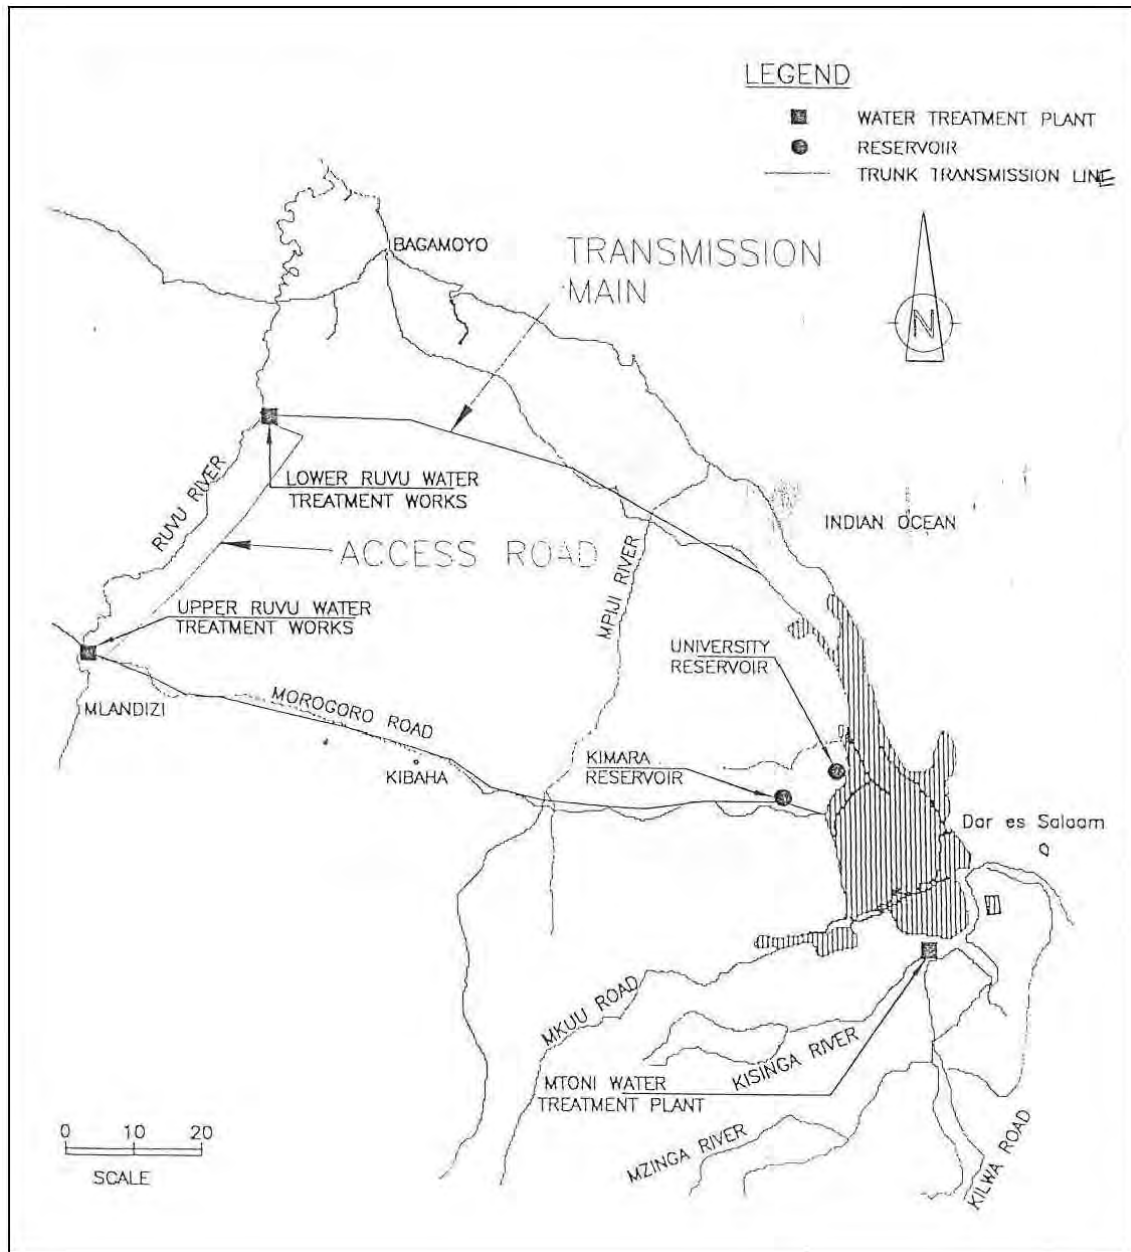 LEGEND
WATER TREATMENT PLANT
RESERVOIR
TRUNK TRANSMISSION LINE
BAGAMOYO
TRANSMISSION
MAIN
N
LOWER RUVU WATER
TREATMENT WORKS
RUVU RIVER
INDIAN OCEAN
ACCESS ROAD
MPIJI RIVER
UPPER RUVU WATER
TREATMENT WORKS
UNIVERSITY
RESERVOIR
MLANDIZI
MOROGORO ROAD
KIBAHA
KIMARA
RESERVOIR
Dar es Salaam
MKUU ROAD
KISINGA RIVER
MTONI WATER
TREATMENT PLANT
MZINGA RIVER
KILWA ROAD
0 10 20
SCALE